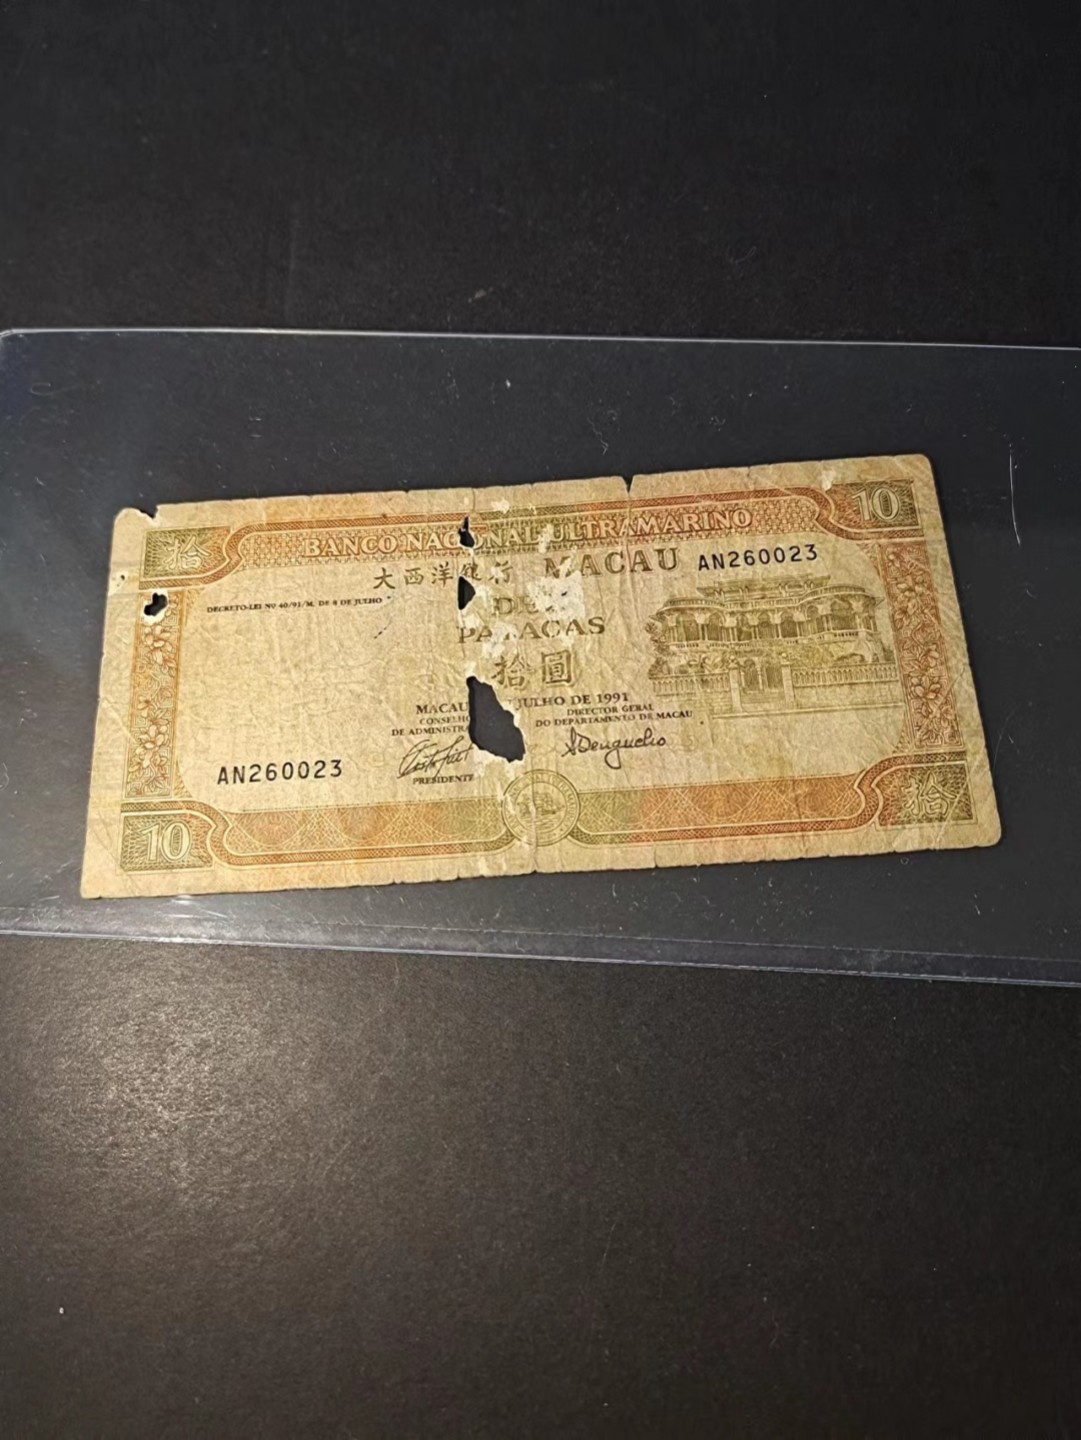 10
拾
BANCO NACIONAL ULTRAMARINO
大西洋銀行 MACAU AN260023
DECRETO-LEI Nº 40/91/M, DE 8 DE JULHO
拾圓
MACAU JULHO DE 1991
DIRECTOR GERAL
DO DEPARTAMENTO DE MACAU
AN260023
PRESIDENTE
10
拾